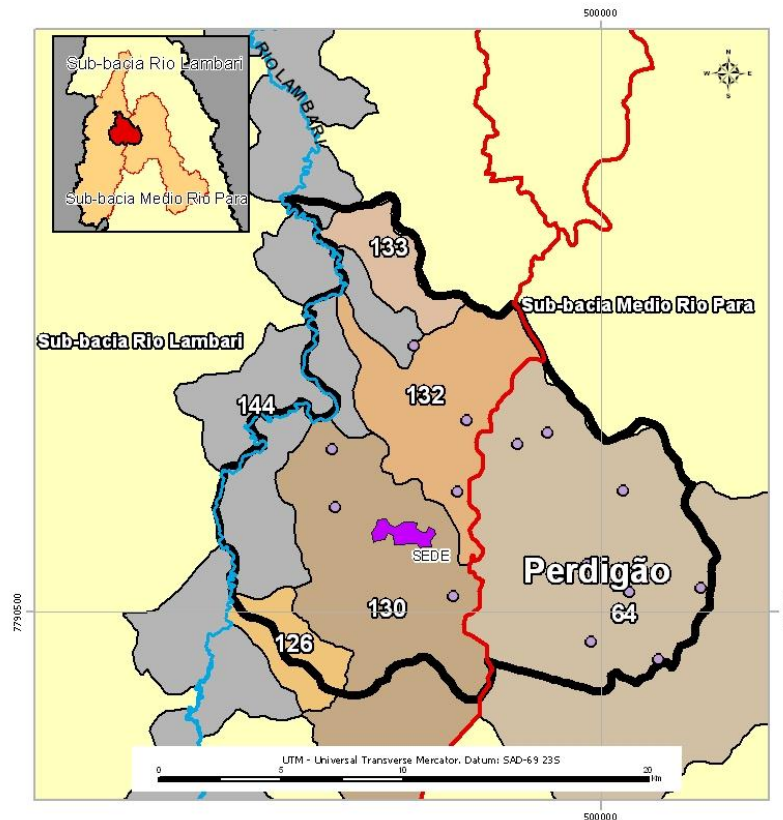 500000
Sub-bacia Rio Lambari
Sub-bacia Medio Rio Para
RIO LAMBARI
N
W E
S
133
Sub-bacia Medio Rio Para
Sub-bacia Rio Lambari
132
144
SEDE
Perdigão
7790500
130
64
126
UTM - Universal Transverse Mercator. Datum: SAD-69 23S
0 5 10 20
Km
500000